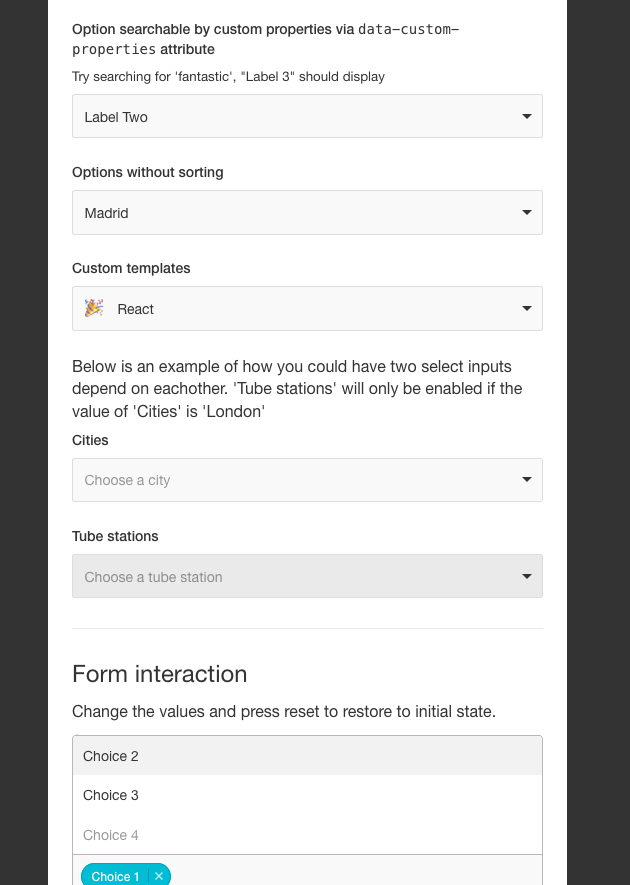 Option searchable by custom properties via data-custom-
properties attribute
Try searching for 'fantastic', "Label 3" should display
Label Two
Options without sorting
Madrid
Custom templates
React
Below is an example of how you could have two select inputs
depend on eachother. 'Tube stations' will only be enabled if the
value of 'Cities' is 'London'
Cities
Choose a city
Tube stations
Choose a tube station
Form interaction
Change the values and press reset to restore to initial state.
Choice 2
Choice 3
Choice 4
Choice 1